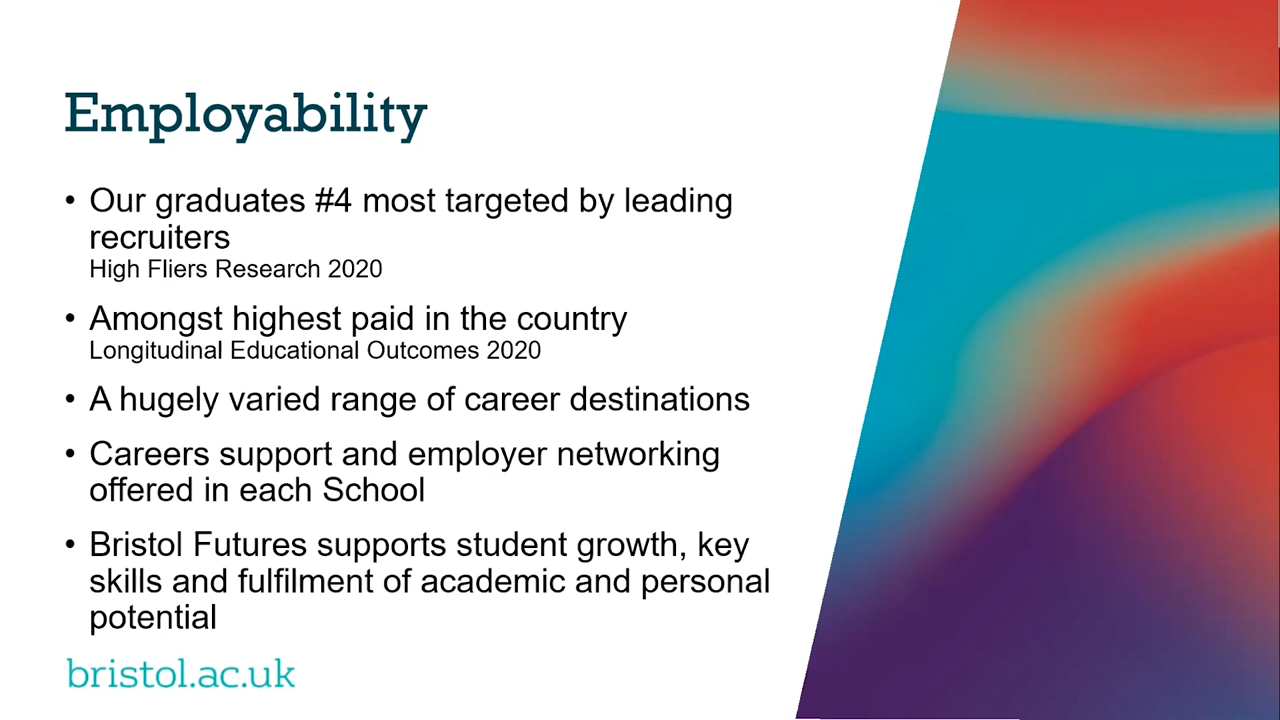 Employability
• Our graduates #4 most targeted by leading
recruiters
High Fliers Research 2020
• Amongst highest paid in the country
Longitudinal Educational Outcomes 2020
• A hugely varied range of career destinations
• Careers support and employer networking
offered in each School
• Bristol Futures supports student growth, key
skills and fulfilment of academic and personal
potential
bristol.ac.uk